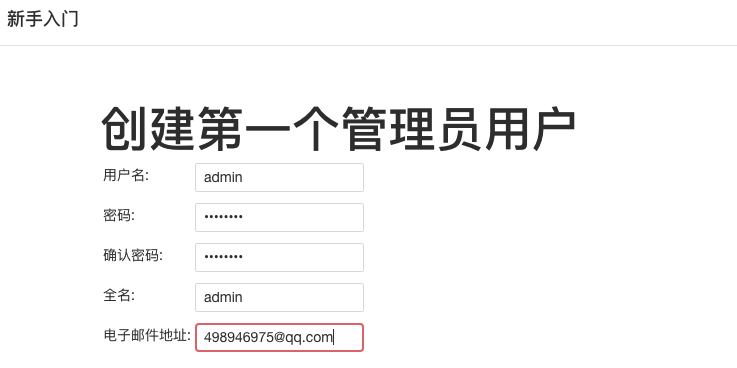 新手入门
创建第一个管理员用户
用户名: admin
密码: ••••••••
确认密码: ••••••••
全名: admin
电子邮件地址: 498946975@qq.com